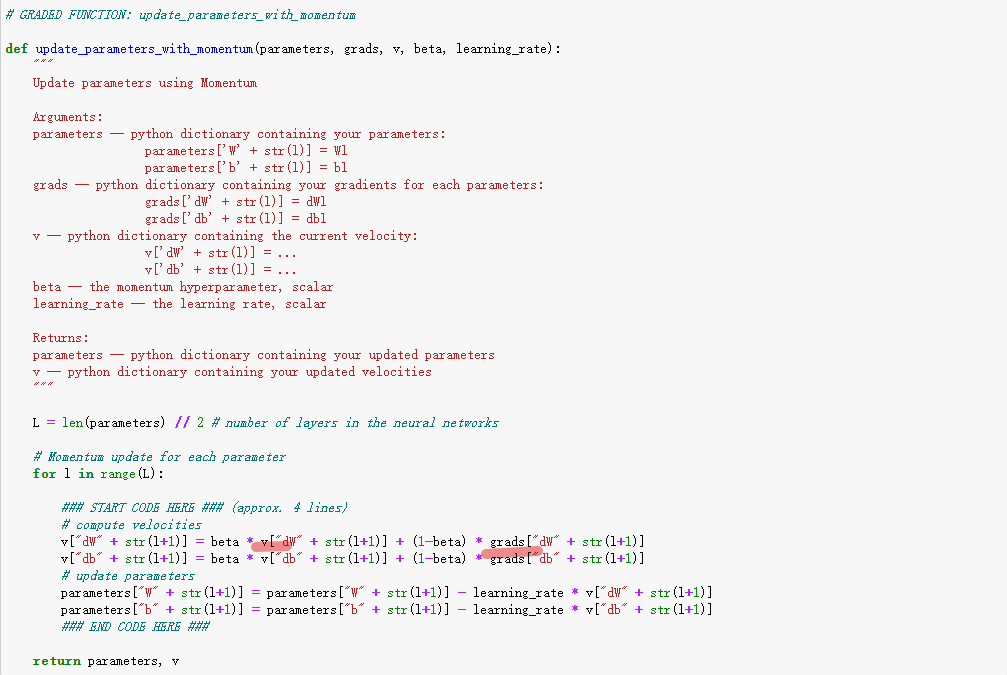 # GRADED FUNCTION: update_parameters_with_momentum
def update_parameters_with_momentum(parameters, grads, v, beta, learning_rate):
"""
Update parameters using Momentum
Arguments:
parameters -- python dictionary containing your parameters:
parameters['W' + str(l)] = Wl
parameters['b' + str(l)] = bl
grads -- python dictionary containing your gradients for each parameters:
grads['dW' + str(l)] = dWl
grads['db' + str(l)] = dbl
v -- python dictionary containing the current velocity:
v['dW' + str(l)] = ...
v['db' + str(l)] = ...
beta -- the momentum hyperparameter, scalar
learning_rate -- the learning rate, scalar
Returns:
parameters -- python dictionary containing your updated parameters
v -- python dictionary containing your updated velocities
"""
L = len(parameters) // 2 # number of layers in the neural networks
# Momentum update for each parameter
for l in range(L):
### START CODE HERE ### (approx. 4 lines)
# compute velocities
v["dW" + str(l+1)] = beta * v["dW" + str(l+1)] + (1-beta) * grads["dW" + str(l+1)]
v["db" + str(l+1)] = beta * v["db" + str(l+1)] + (1-beta) * grads["db" + str(l+1)]
# update parameters
parameters["W" + str(l+1)] = parameters["W" + str(l+1)] - learning_rate * v["dW" + str(l+1)]
parameters["b" + str(l+1)] = parameters["b" + str(l+1)] - learning_rate * v["db" + str(l+1)]
### END CODE HERE ###
return parameters, v